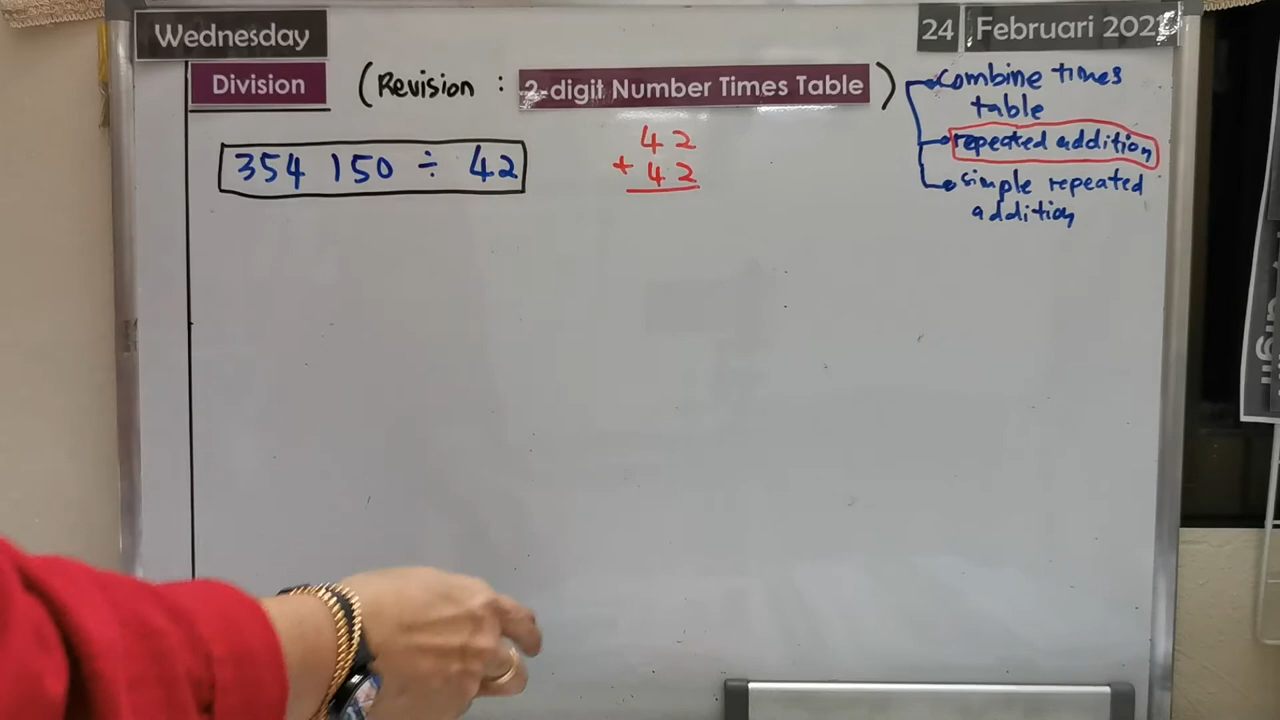 Wednesday
24 Februari 2021
Division (Revision : 2-digit Number Times Table)
combine times
table
repeated addition
simple repeated
addition
354 150 ÷ 42
42
+ 42